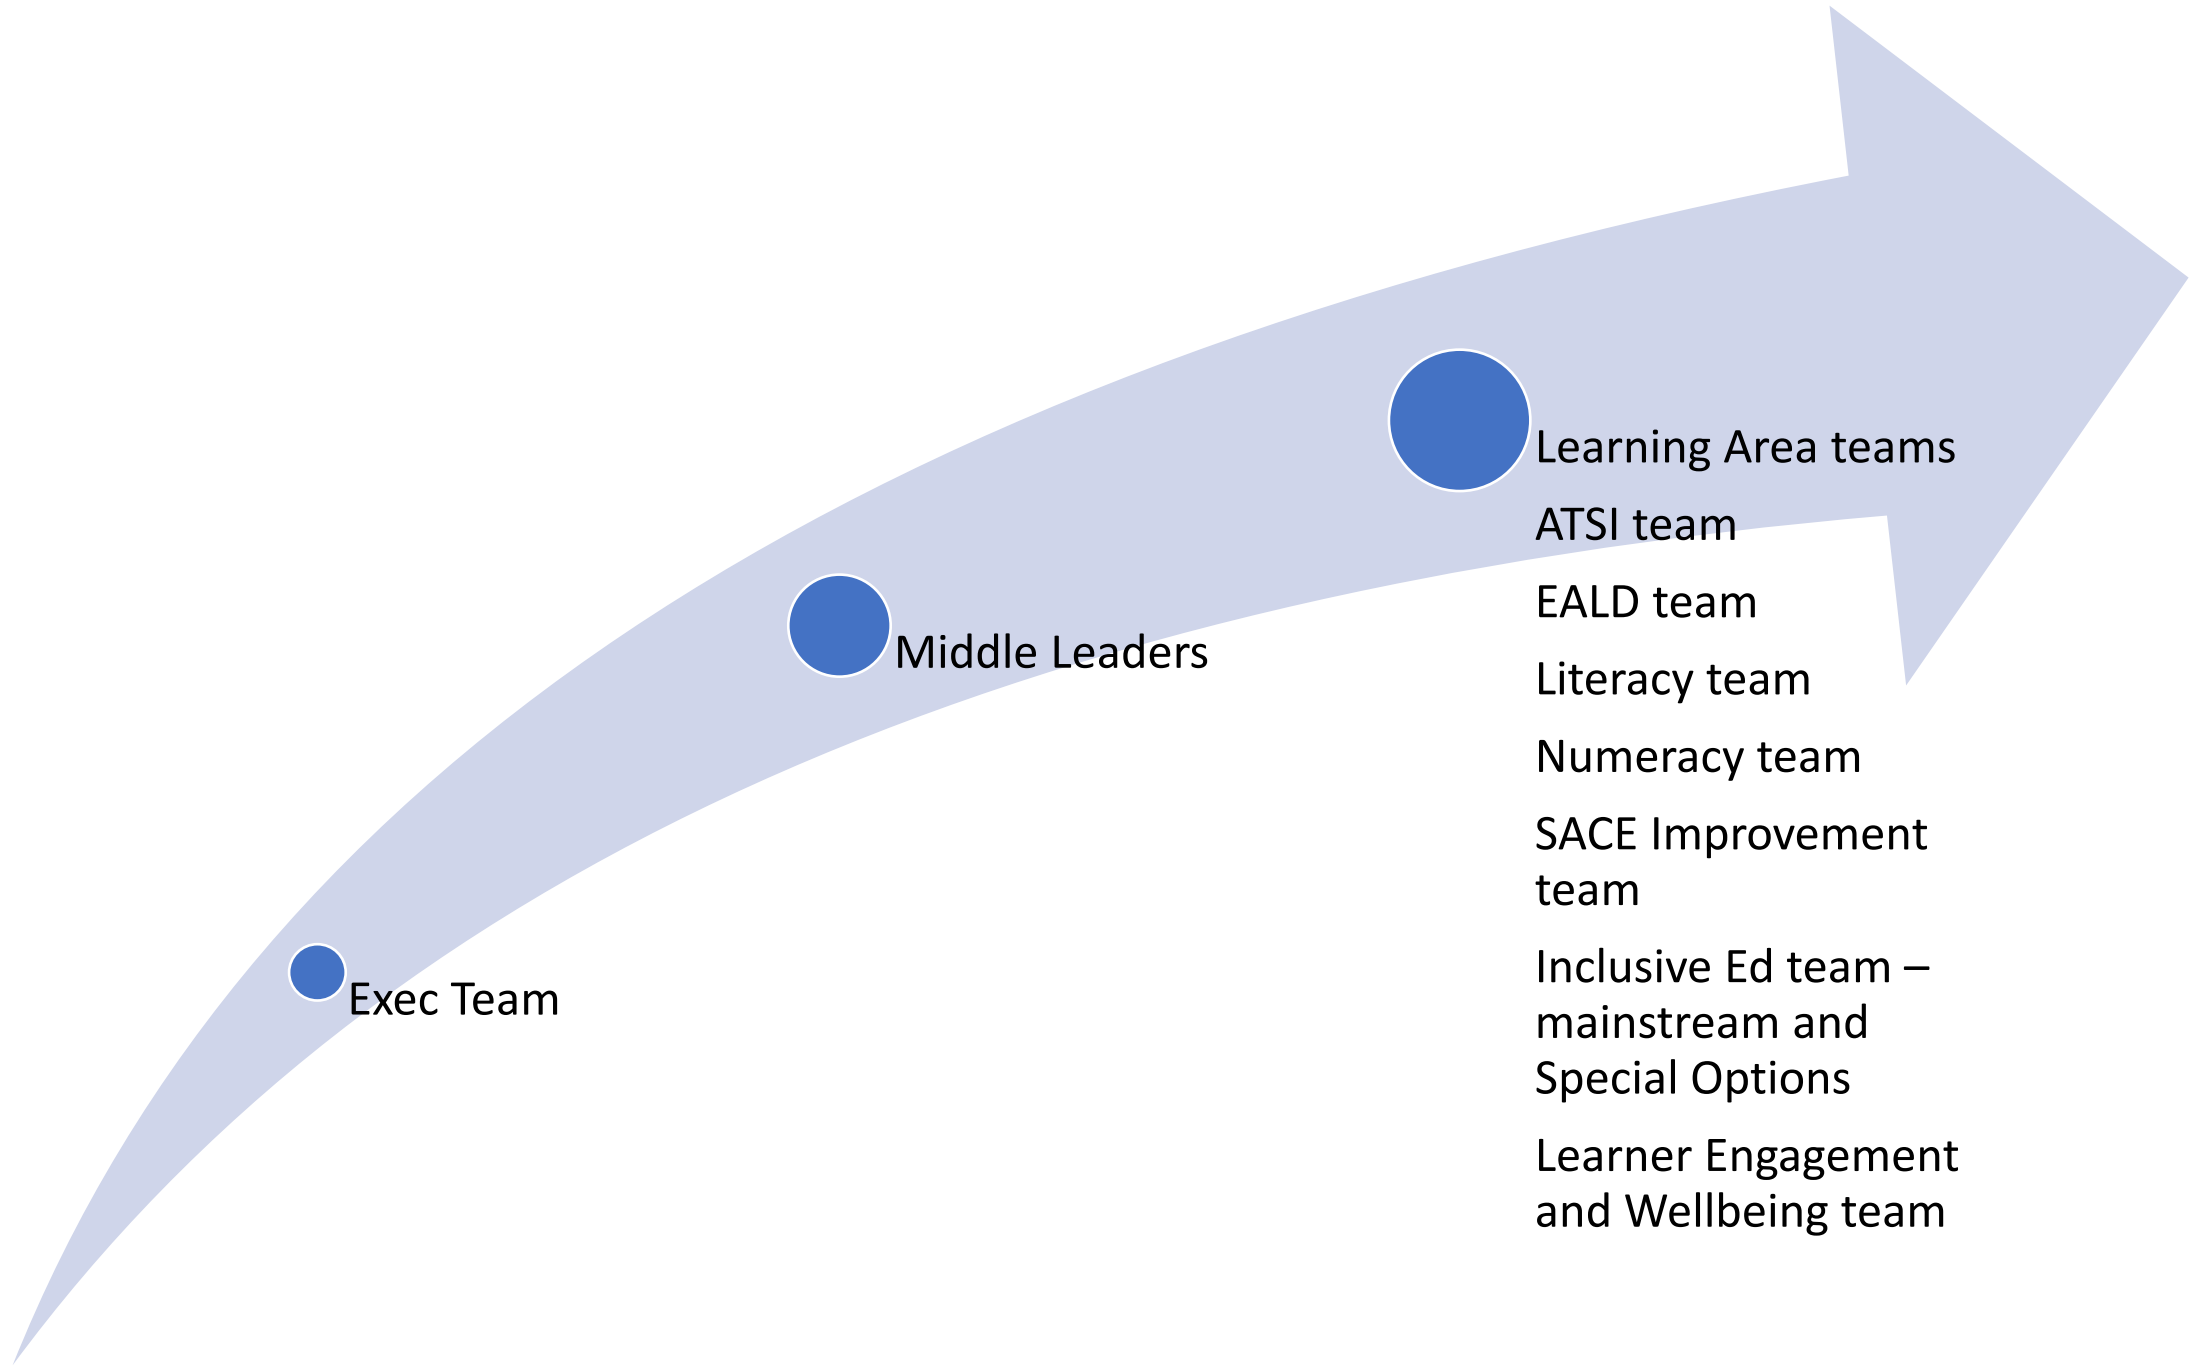 Learning Area teams
ATSI team
EALD team
Middle Leaders
Literacy team
Numeracy team
SACE Improvement
team
Inclusive Ed team –
mainstream and
Special Options
Exec Team
Learner Engagement
and Wellbeing team